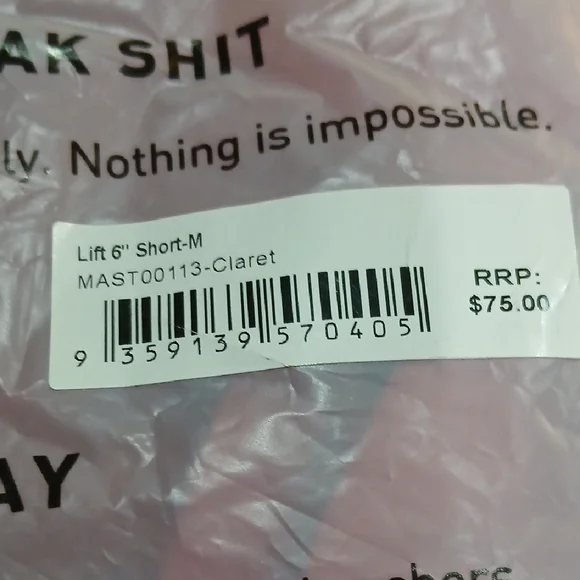 AK SHIT
ly. Nothing is impossible.
Lift 6" Short-M
MAST00113-Claret
RRP:
$75.00
9 359139 570405
AY